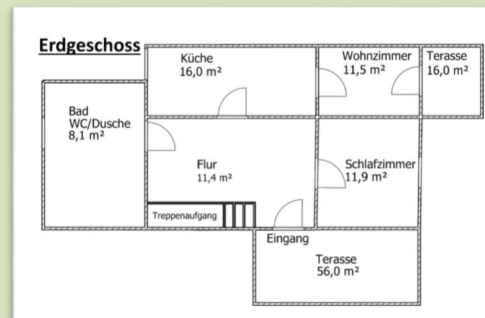 Erdgeschoss
Küche
16,0 m²
Wohnzimmer
11,5 m²
Terasse
16,0 m²
Bad
WC/Dusche
8,1 m²
Flur
11,4 m²
Schlafzimmer
11,9 m²
Treppenaufgang
Eingang
Terasse
56,0 m²